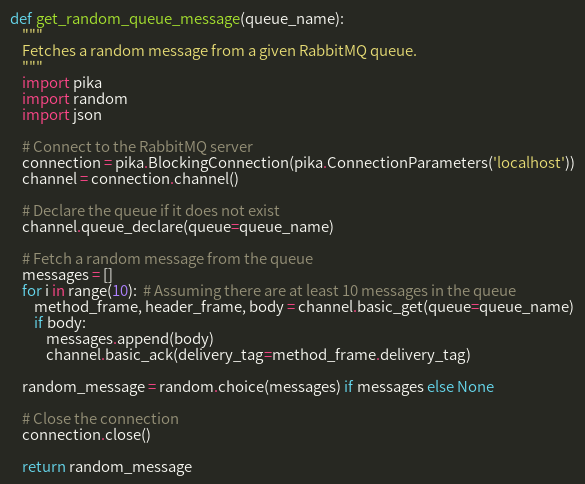 def get_random_queue_message(queue_name):
    """
    Fetches a random message from a given RabbitMQ queue.
    """
    import pika
    import random
    import json

    # Connect to the RabbitMQ server
    connection = pika.BlockingConnection(pika.ConnectionParameters('localhost'))
    channel = connection.channel()

    # Declare the queue if it does not exist
    channel.queue_declare(queue=queue_name)

    # Fetch a random message from the queue
    messages = []
    for i in range(10):  # Assuming there are at least 10 messages in the queue
        method_frame, header_frame, body = channel.basic_get(queue=queue_name)
        if body:
            messages.append(body)
            channel.basic_ack(delivery_tag=method_frame.delivery_tag)

    random_message = random.choice(messages) if messages else None

    # Close the connection
    connection.close()

    return random_message